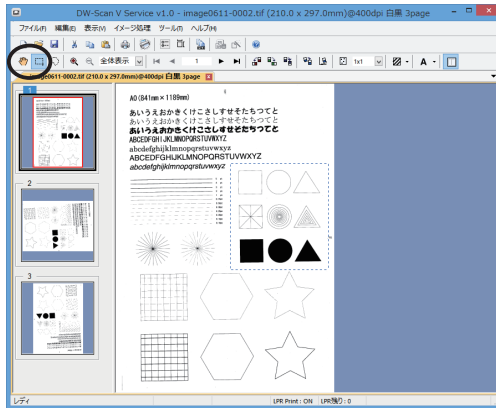 DW-Scan V Service v1.0 - image0611-0002.tif (210.0 x 297.0mm)@400dpi 白黒 3page
ファイル(F) 編集(E) 表示(V) イメージ処理 ツール(T) ヘルプ(H)
全体表示 1 1x1 A
image0611-0002.tif (210.0 x 297.0mm)@400dpi 白黒 3page
1
2
3
A0(841mm×1189mm)
あいうえおかきくけこさしすせそたちつてと
あいうえおかきくけこさしすせそたちつてと
あいうえおかきくけこさしすせそたちつてと
ABCDEFGHIJKLMNOPQRSTUVWXYZ
abcdefghijklmnopqrstuvwxyz
ABCDEFGHIJKLMNOPQRSTUVWXYZ
abcdefghijklmnopqrstuvwxyz
レディ
LPR Print : ON LPR残り : 0